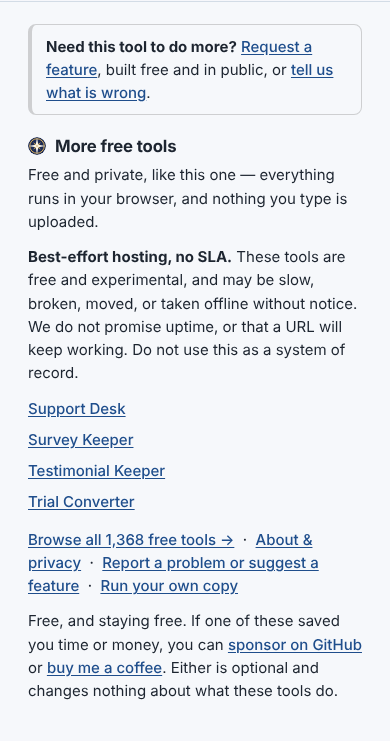 Need this tool to do more? Request a
feature, built free and in public, or tell us
what is wrong.
More free tools
Free and private, like this one — everything
runs in your browser, and nothing you type is
uploaded.
Best-effort hosting, no SLA. These tools are
free and experimental, and may be slow,
broken, moved, or taken offline without notice.
We do not promise uptime, or that a URL will
keep working. Do not use this as a system of
record.
Support Desk
Survey Keeper
Testimonial Keeper
Trial Converter
Browse all 1,368 free tools → · About &
privacy · Report a problem or suggest a
feature · Run your own copy
Free, and staying free. If one of these saved
you time or money, you can sponsor on GitHub
or buy me a coffee. Either is optional and
changes nothing about what these tools do.